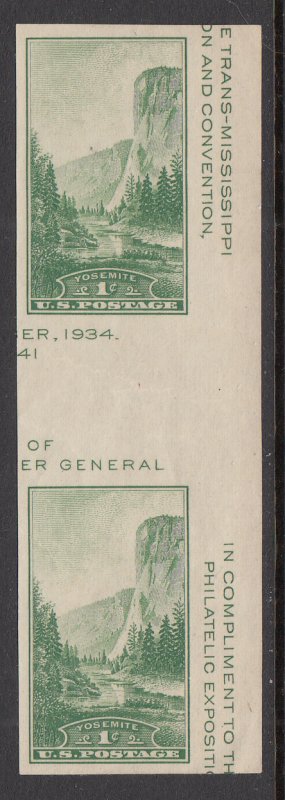 E TRANS-MISSISSIPPI
ON AND CONVENTION,
YOSEMITE
1¢
U.S. POSTAGE
ER, 1934.
41
OF
ER GENERAL
IN COMPLIMENT TO TH
PHILATELIC EXPOSITI
YOSEMITE
1¢
U.S. POSTAGE